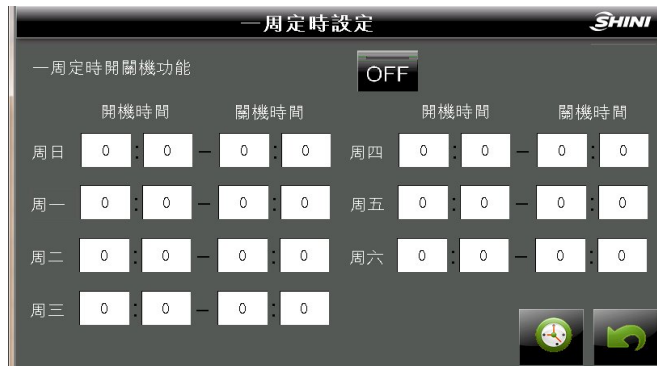 一周定時設定
SHINI
一周定時開關機功能 OFF
開機時間 關機時間 開機時間 關機時間
周日 0 : 0 - 0 : 0 周四 0 : 0 - 0 : 0
周一 0 : 0 - 0 : 0 周五 0 : 0 - 0 : 0
周二 0 : 0 - 0 : 0 周六 0 : 0 - 0 : 0
周三 0 : 0 - 0 : 0